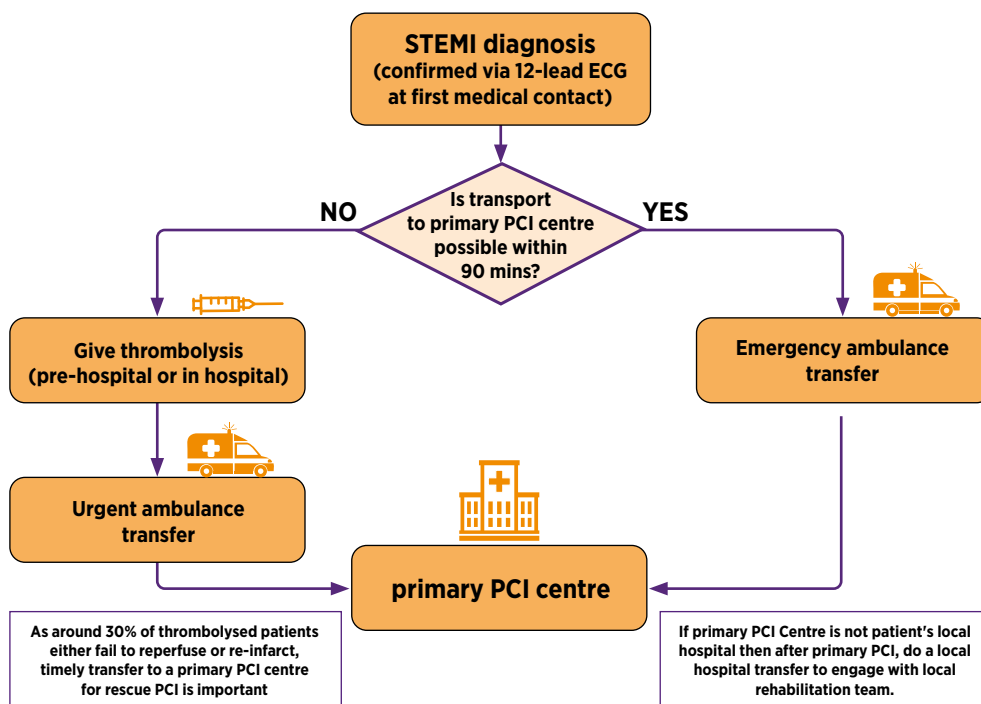 STEMI diagnosis
(confirmed via 12-lead ECG
at first medical contact)
Is transport
to primary PCI centre
possible within
90 mins?
NO
YES
Give thrombolysis
(pre-hospital or in hospital)
Emergency ambulance
transfer
Urgent ambulance
transfer
primary PCI centre
As around 30% of thrombolysed patients
either fail to reperfuse or re-infarct,
timely transfer to a primary PCI centre
for rescue PCI is important
If primary PCI Centre is not patient's local
hospital then after primary PCI, do a local
hospital transfer to engage with local
rehabilitation team.